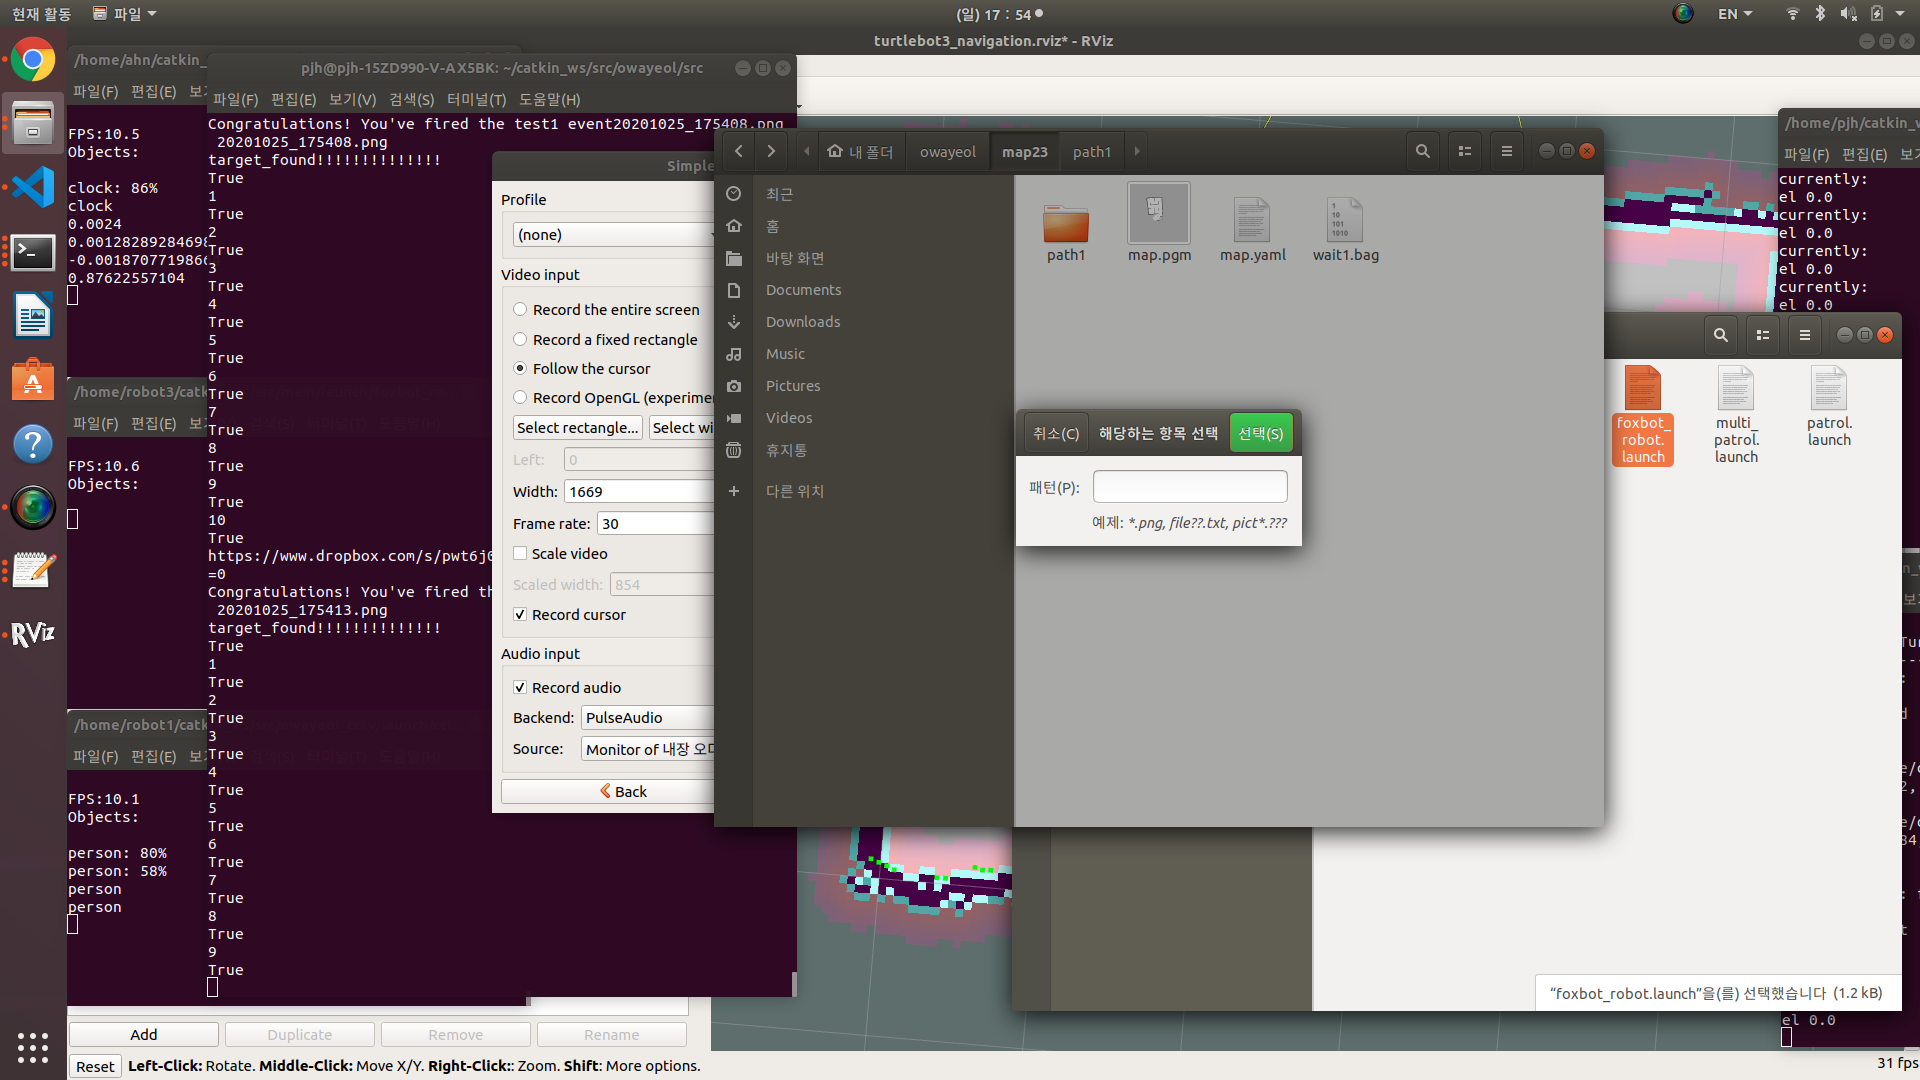 현재 활동
파일
(일) 17 : 54
EN
turtlebot3_navigation.rviz* - RViz
/home/ahn/catkin_
파일(F) 편집(E)
FPS:10.5
Objects:
clock: 86%
clock
0.0024
0.00128289284698
-0.0018707719866
0.87622557104
/home/robot3/catk
파일(F) 편집(E)
FPS:10.6
Objects:
/home/robot1/catk
파일(F) 편집(E)
FPS:10.1
Objects:
person: 80%
person: 58%
person
person
pjh@pjh-15ZD990-V-AX5BK: ~/catkin_ws/src/owayeol/src
파일(F) 편집(E) 보기(V) 검색(S) 터미널(T) 도움말(H)
Congratulations! You've fired the test1 event20201025_175408.png
20201025_175408.png
target_found!!!!!!!!!!!!!!
True
1
True
2
True
3
True
4
True
5
True
6
True
7
True
8
True
9
True
10
True
https://www.dropbox.com/s/pwt6j
=0
Congratulations! You've fired th
20201025_175413.png
target_found!!!!!!!!!!!!!!
True
1
True
2
True
3
True
4
True
5
True
6
True
7
True
8
True
9
True
Simple
Profile
(none)
Video input
Record the entire screen
Record a fixed rectangle
Follow the cursor
Record OpenGL (experime
Select rectangle... Select wi
Left: 0
Width: 1669
Frame rate: 30
Scale video
Scaled width: 854
Record cursor
Audio input
Record audio
Backend: PulseAudio
Source: Monitor of 내장 오디
Back
내 폴더 owayeol map23 path1
최근
홈
바탕 화면
Documents
Downloads
Music
Pictures
Videos
휴지통
다른 위치
path1
map.pgm
map.yaml
1
10
101
1010
wait1.bag
취소(C) 해당하는 항목 선택 선택(S)
패턴(P):
예제: *.png, file??.txt, pict*.???
/home/pjh/catkin_w
파일(F) 편집(E)
currently:
el 0.0
currently:
el 0.0
currently:
el 0.0
currently:
el 0.0
foxbot_
robot.
launch
multi_
patrol.
launch
patrol.
launch
“foxbot_robot.launch”을(를) 선택했습니다 (1.2 kB)
el 0.0
RViz
Add Duplicate Remove Rename
Reset Left-Click: Rotate. Middle-Click: Move X/Y. Right-Click:: Zoom. Shift: More options.
31 fps